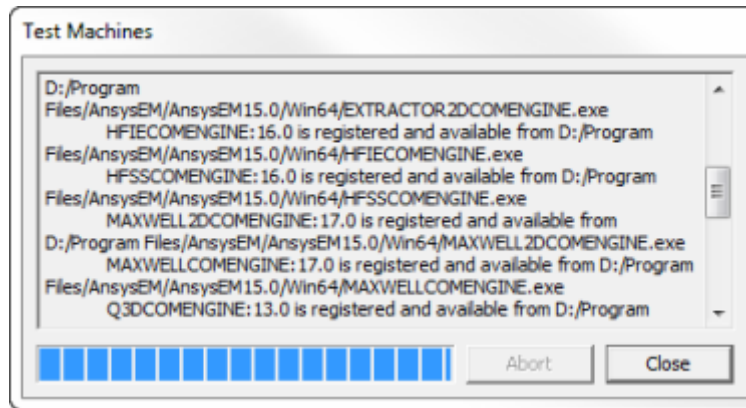 Test Machines
D:/Program
Files/AnsysEM/AnsysEM15.0/Win64/EXTRACTOR2DCOMENGINE.exe
HFIECOMENGINE:16.0 is registered and available from D:/Program
Files/AnsysEM/AnsysEM15.0/Win64/HFIECOMENGINE.exe
HFSSCOMENGINE:16.0 is registered and available from D:/Program
Files/AnsysEM/AnsysEM15.0/Win64/HFSSCOMENGINE.exe
MAXWELL2DCOMENGINE:17.0 is registered and available from
D:/Program Files/AnsysEM/AnsysEM15.0/Win64/MAXWELL2DCOMENGINE.exe
MAXWELLCOMENGINE:17.0 is registered and available from D:/Program
Files/AnsysEM/AnsysEM15.0/Win64/MAXWELLCOMENGINE.exe
Q3DCOMENGINE:13.0 is registered and available from D:/Program
Abort
Close